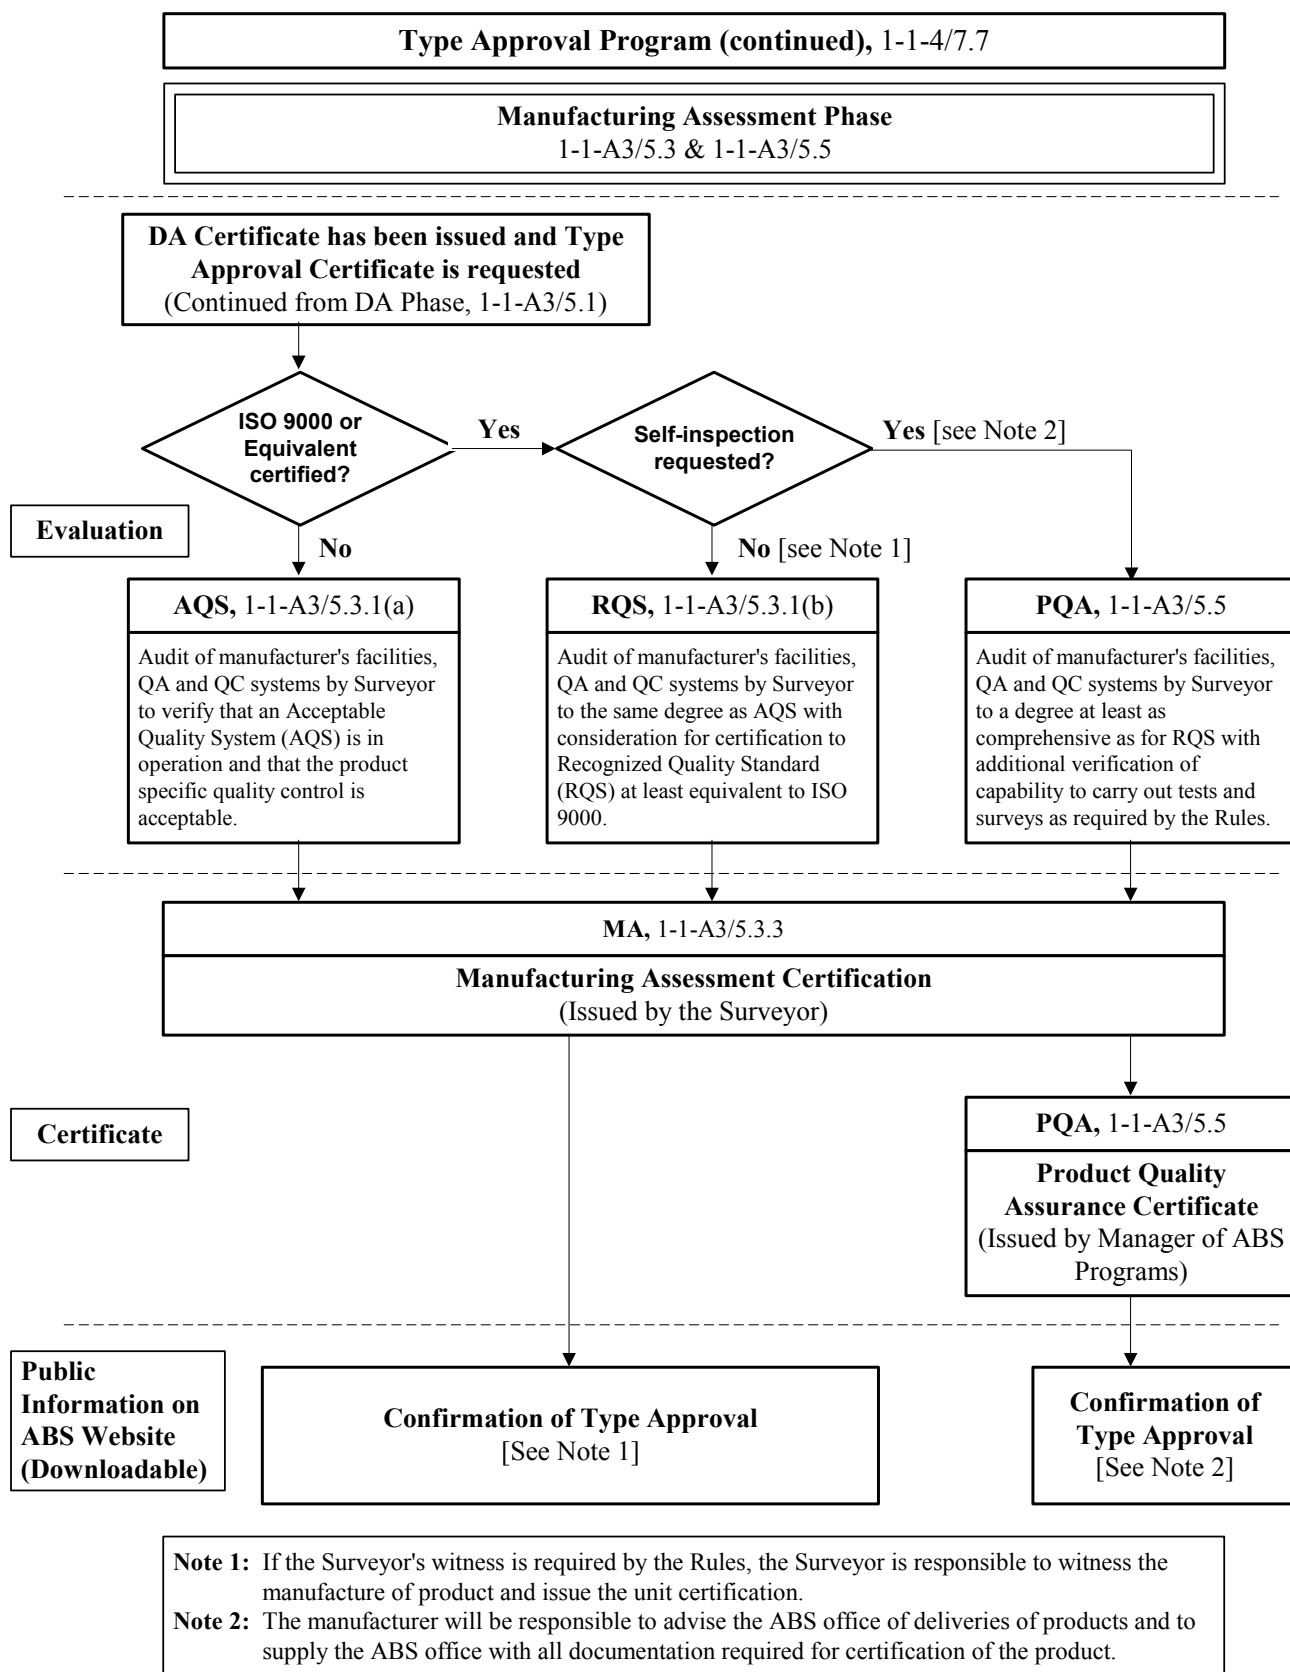 Type Approval Program (continued), 1-1-4/7.7
Manufacturing Assessment Phase
1-1-A3/5.3 & 1-1-A3/5.5
DA Certificate has been issued and Type
Approval Certificate is requested
(Continued from DA Phase, 1-1-A3/5.1)
ISO 9000 or
Equivalent
certified?
Yes
Self-inspection
requested?
Yes [see Note 2]
Evaluation
No
No [see Note 1]
AQS, 1-1-A3/5.3.1(a)
Audit of manufacturer's facilities,
QA and QC systems by Surveyor
to verify that an Acceptable
Quality System (AQS) is in
operation and that the product
specific quality control is
acceptable.
RQS, 1-1-A3/5.3.1(b)
Audit of manufacturer's facilities,
QA and QC systems by Surveyor
to the same degree as AQS with
consideration for certification to
Recognized Quality Standard
(RQS) at least equivalent to ISO
9000.
PQA, 1-1-A3/5.5
Audit of manufacturer's facilities,
QA and QC systems by Surveyor
to a degree at least as
comprehensive as for RQS with
additional verification of
capability to carry out tests and
surveys as required by the Rules.
MA, 1-1-A3/5.3.3
Manufacturing Assessment Certification
(Issued by the Surveyor)
Certificate
PQA, 1-1-A3/5.5
Product Quality
Assurance Certificate
(Issued by Manager of ABS
Programs)
Public
Information on
ABS Website
(Downloadable)
Confirmation of Type Approval
[See Note 1]
Confirmation of
Type Approval
[See Note 2]
Note 1: If the Surveyor's witness is required by the Rules, the Surveyor is responsible to witness the
manufacture of product and issue the unit certification.
Note 2: The manufacturer will be responsible to advise the ABS office of deliveries of products and to
supply the ABS office with all documentation required for certification of the product.